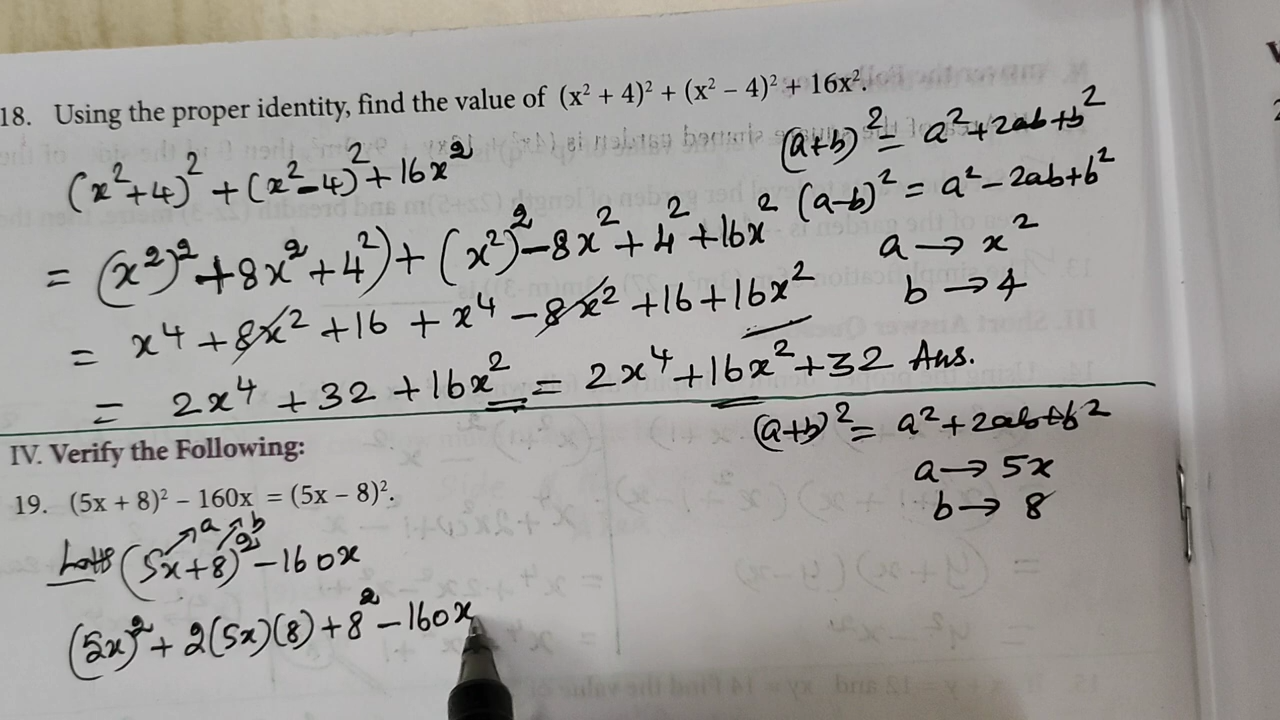 18. Using the proper identity, find the value of (x² + 4)² + (x² – 4)² + 16x².
(x²+4)² + (x²-4)² + 16x²
(a+b)² = a²+2ab+b²
= (x²)² + 8x² + 4²) + (x²)² - 8x² + 4² + 16x²
(a-b)² = a² - 2ab+b²
a → x²
b → 4
= x⁴ + 8x² + 16 + x⁴ - 8x² + 16 + 16x²
= 2x⁴ + 32 + 16x² = 2x⁴ + 16x² + 32 Ans.
IV. Verify the Following:
(a+b)² = a² + 2ab+b²
a → 5x
b → 8
19. (5x + 8)² – 160x = (5x – 8)².
a b
(5x+8)² - 160x
(5x)² + 2(5x)(8) + 8² - 160x